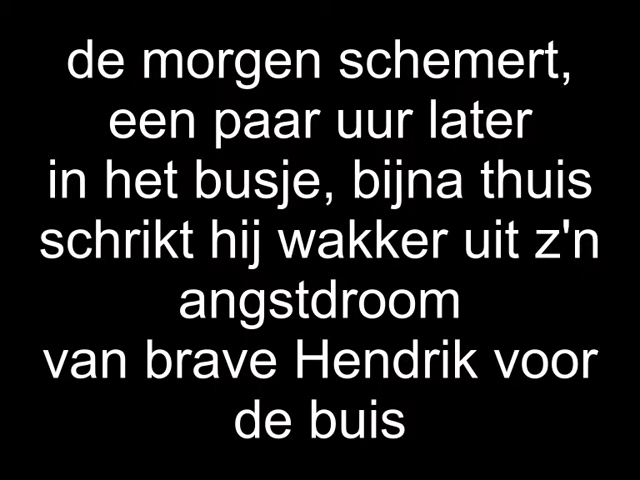 de morgen schemert,
een paar uur later
in het busje, bijna thuis
schrikt hij wakker uit z'n
angstdroom
van brave Hendrik voor
de buis